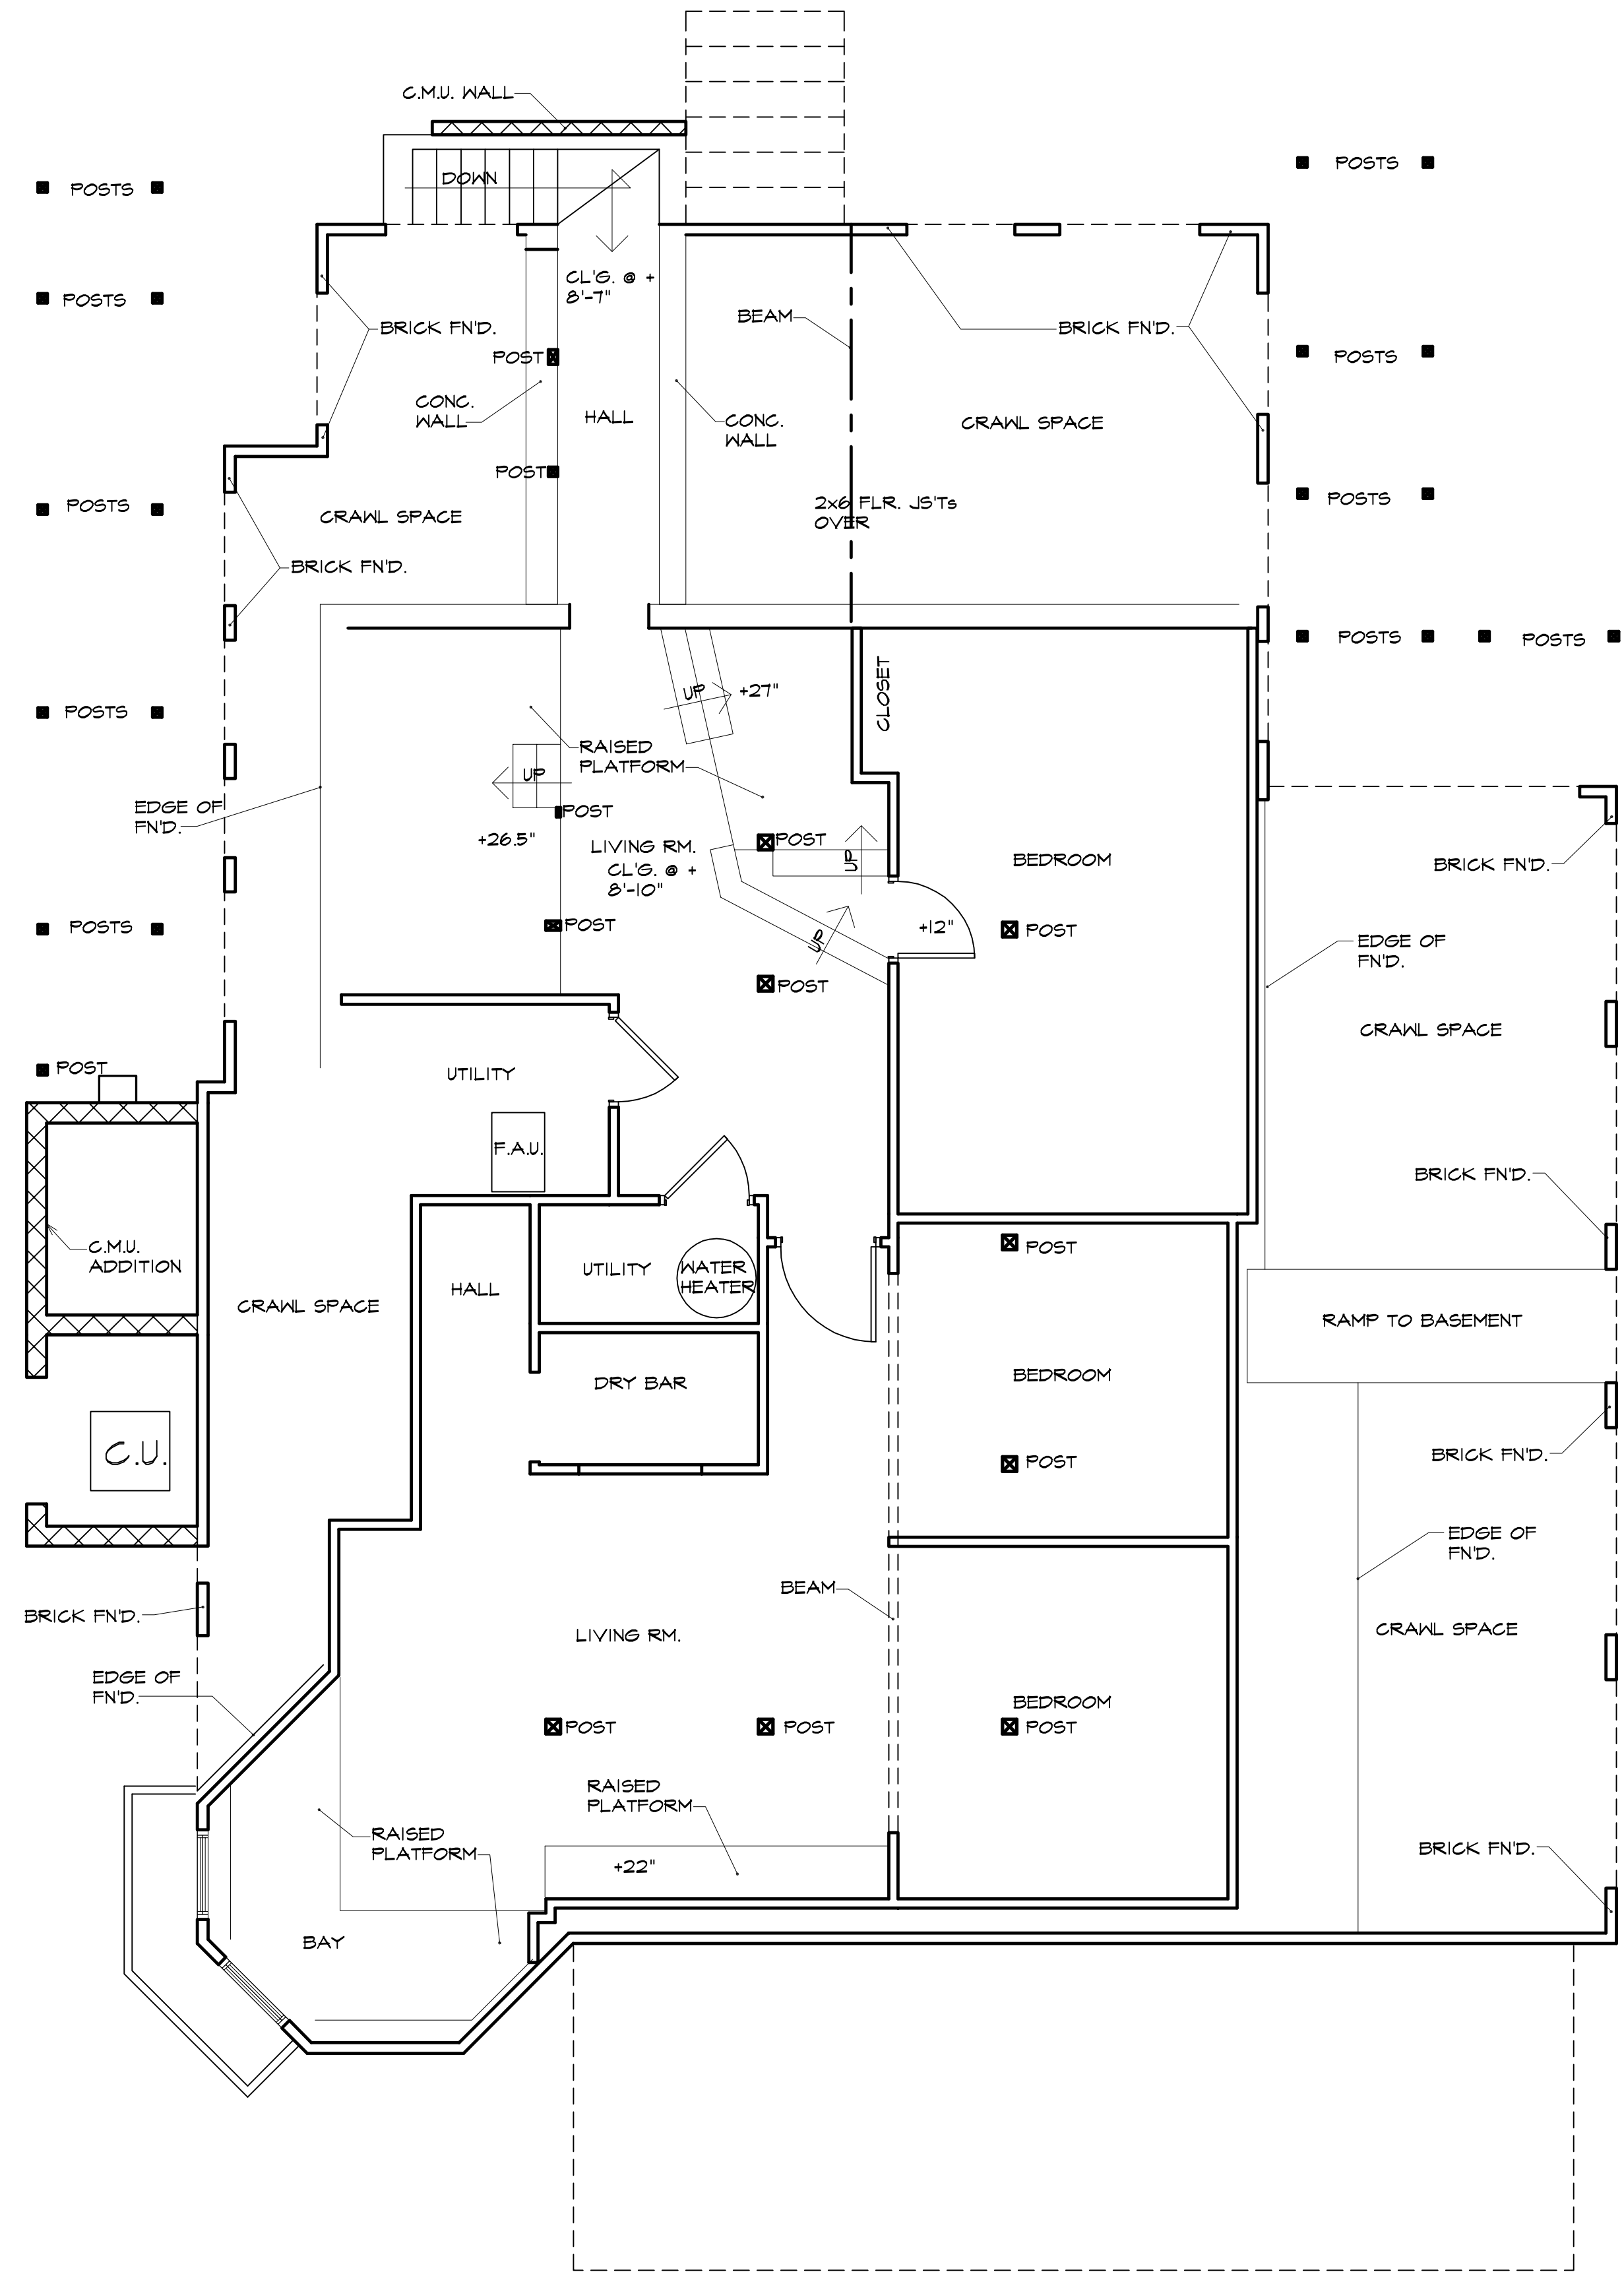 C.M.U. WALL
POSTS
DOWN
POSTS
CL'G. @ +
8'-7"
POSTS
BEAM
BRICK FN'D.
BRICK FN'D.
POST
POSTS
CONC.
WALL
HALL
CONC.
WALL
CRAWL SPACE
POST
POSTS
POSTS
2x6 FLR. JS'Ts
OVER
CRAWL SPACE
BRICK FN'D.
POSTS
POSTS
CLOSET
UP
+27"
POSTS
RAISED
PLATFORM
UP
EDGE OF
FN'D.
POST
+26.5"
POST
LIVING RM.
CL'G. @ +
8'-10"
UP
BEDROOM
BRICK FN'D.
POSTS
POST
UP
+12"
POST
EDGE OF
FN'D.
POST
CRAWL SPACE
POST
UTILITY
F.A.U.
BRICK FN'D.
C.M.U.
ADDITION
POST
UTILITY
WATER
HEATER
HALL
CRAWL SPACE
RAMP TO BASEMENT
DRY BAR
BEDROOM
C.U.
POST
BRICK FN'D.
EDGE OF
FN'D.
BEAM
BRICK FN'D.
LIVING RM.
CRAWL SPACE
EDGE OF
FN'D.
BEDROOM
POST
POST
POST
RAISED
PLATFORM
RAISED
PLATFORM
+22"
BRICK FN'D.
BAY